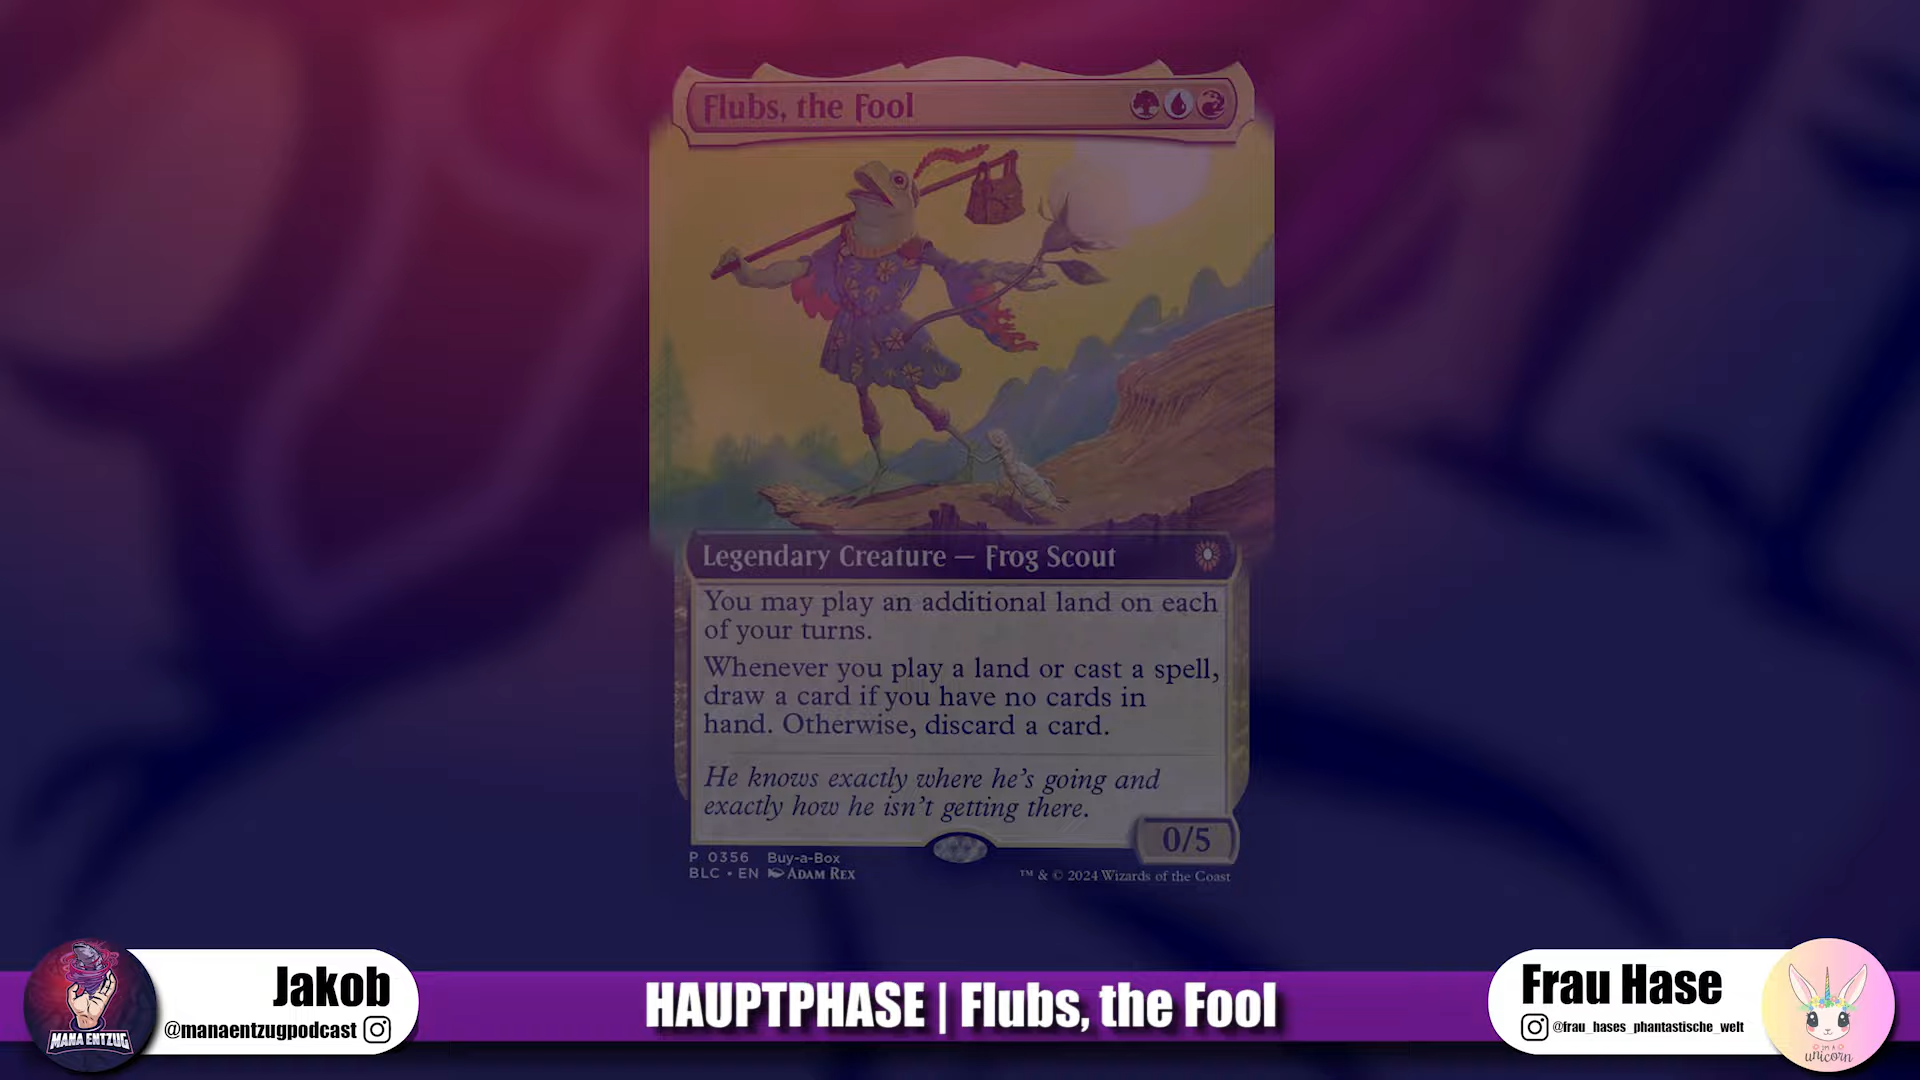 Flubs, the Fool
Legendary Creature — Frog Scout
You may play an additional land on each
of your turns.
Whenever you play a land or cast a spell,
draw a card if you have no cards in
hand. Otherwise, discard a card.
He knows exactly where he's going and
exactly how he isn't getting there.
0/5
P 0356 Buy-a-Box
BLC • EN Adam Rex
™ & © 2024 Wizards of the Coast
Jakob
@manaentzugpodcast
MANA ENTZUG
HAUPTPHASE | Flubs, the Fool
Frau Hase
@frau_hases_phantastische_welt
I'M A
unicorn